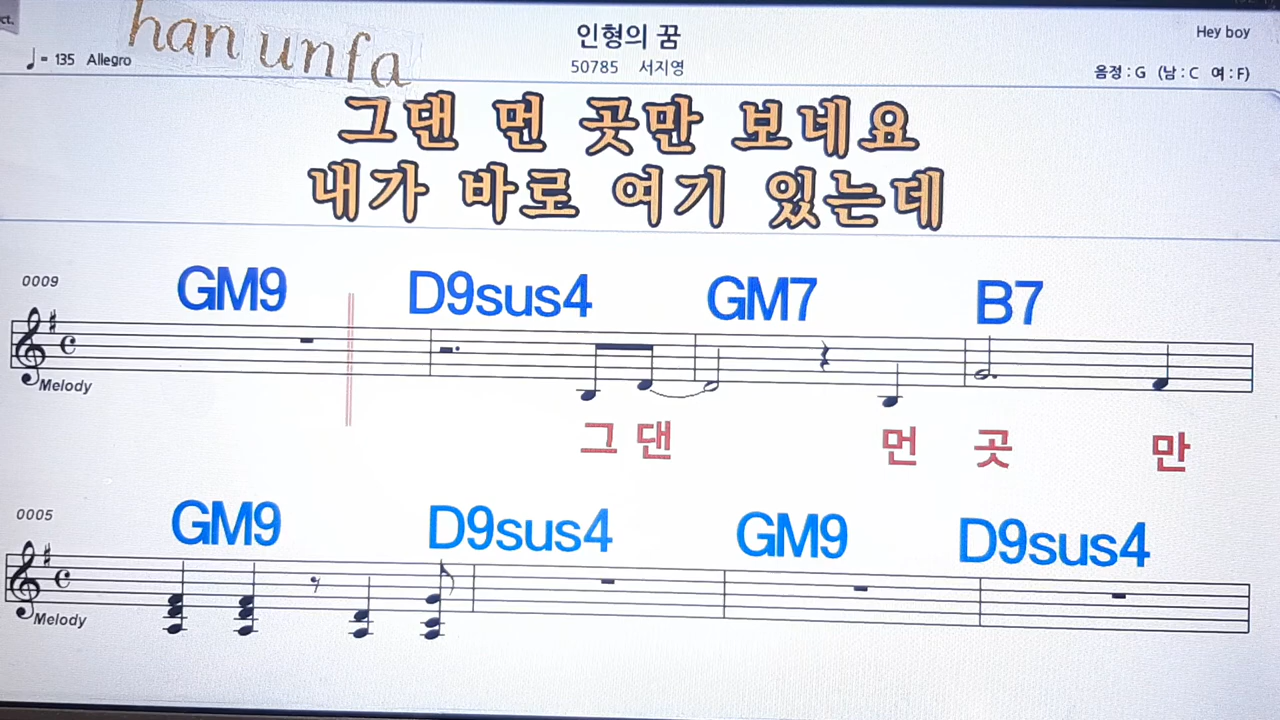 ct.
han unfa
인형의 꿈
Hey boy
♩= 135 Allegro
50785 서지영
음정 : G (남 : C 여 : F)
그댄 먼 곳만 보네요
내가 바로 여기 있는데
0009
GM9 D9sus4 GM7 B7
Melody
그 댄 먼 곳 만
0005
GM9 D9sus4 GM9 D9sus4
Melody